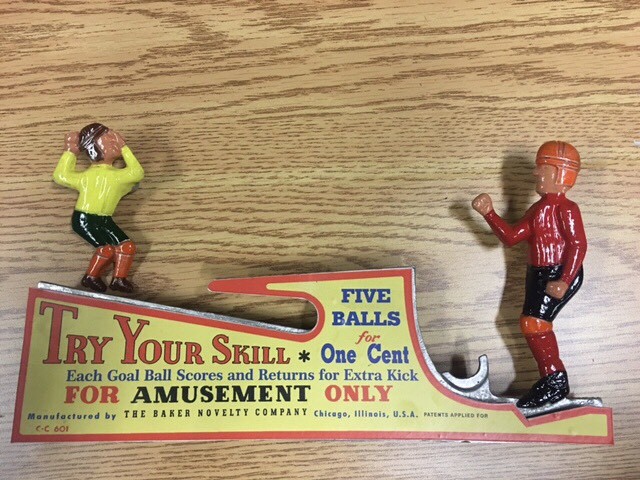 FIVE
BALLS
for
TRY YOUR SKILL * One Cent
Each Goal Ball Scores and Returns for Extra Kick
FOR AMUSEMENT ONLY
Manufactured by THE BAKER NOVELTY COMPANY Chicago, Illinois, U.S.A. PATENTS APPLIED FOR
C-C 601